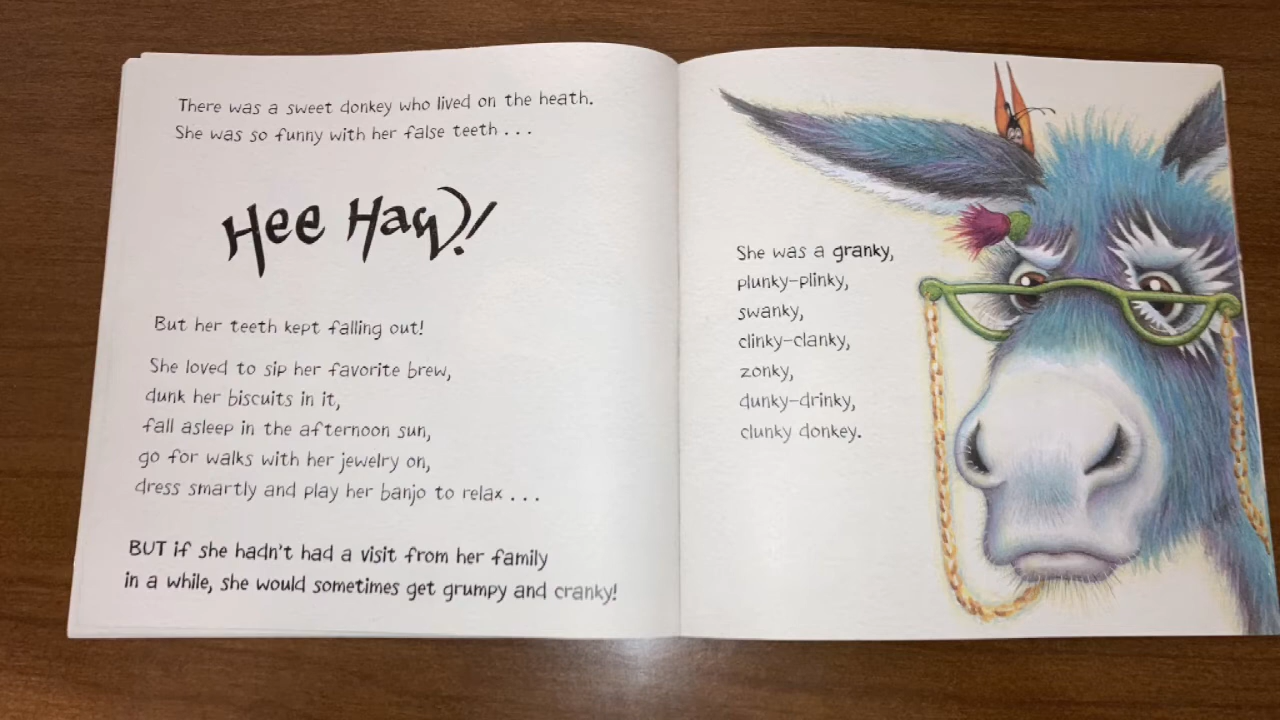 There was a sweet donkey who lived on the heath.
She was so funny with her false teeth . . .
Hee Haw!
But her teeth kept falling out!
She loved to sip her favorite brew,
dunk her biscuits in it,
fall asleep in the afternoon sun,
go for walks with her jewelry on,
dress smartly and play her banjo to relax . . .
BUT if she hadn't had a visit from her family
in a while, she would sometimes get grumpy and cranky!
She was a granky,
plunky-plinky,
swanky,
clinky-clanky,
zonky,
dunky-drinky,
clunky donkey.